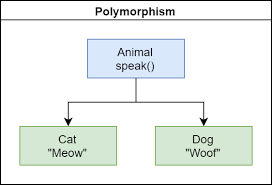 Polymorphism
Animal
speak()
Cat
"Meow"
Dog
"Woof"